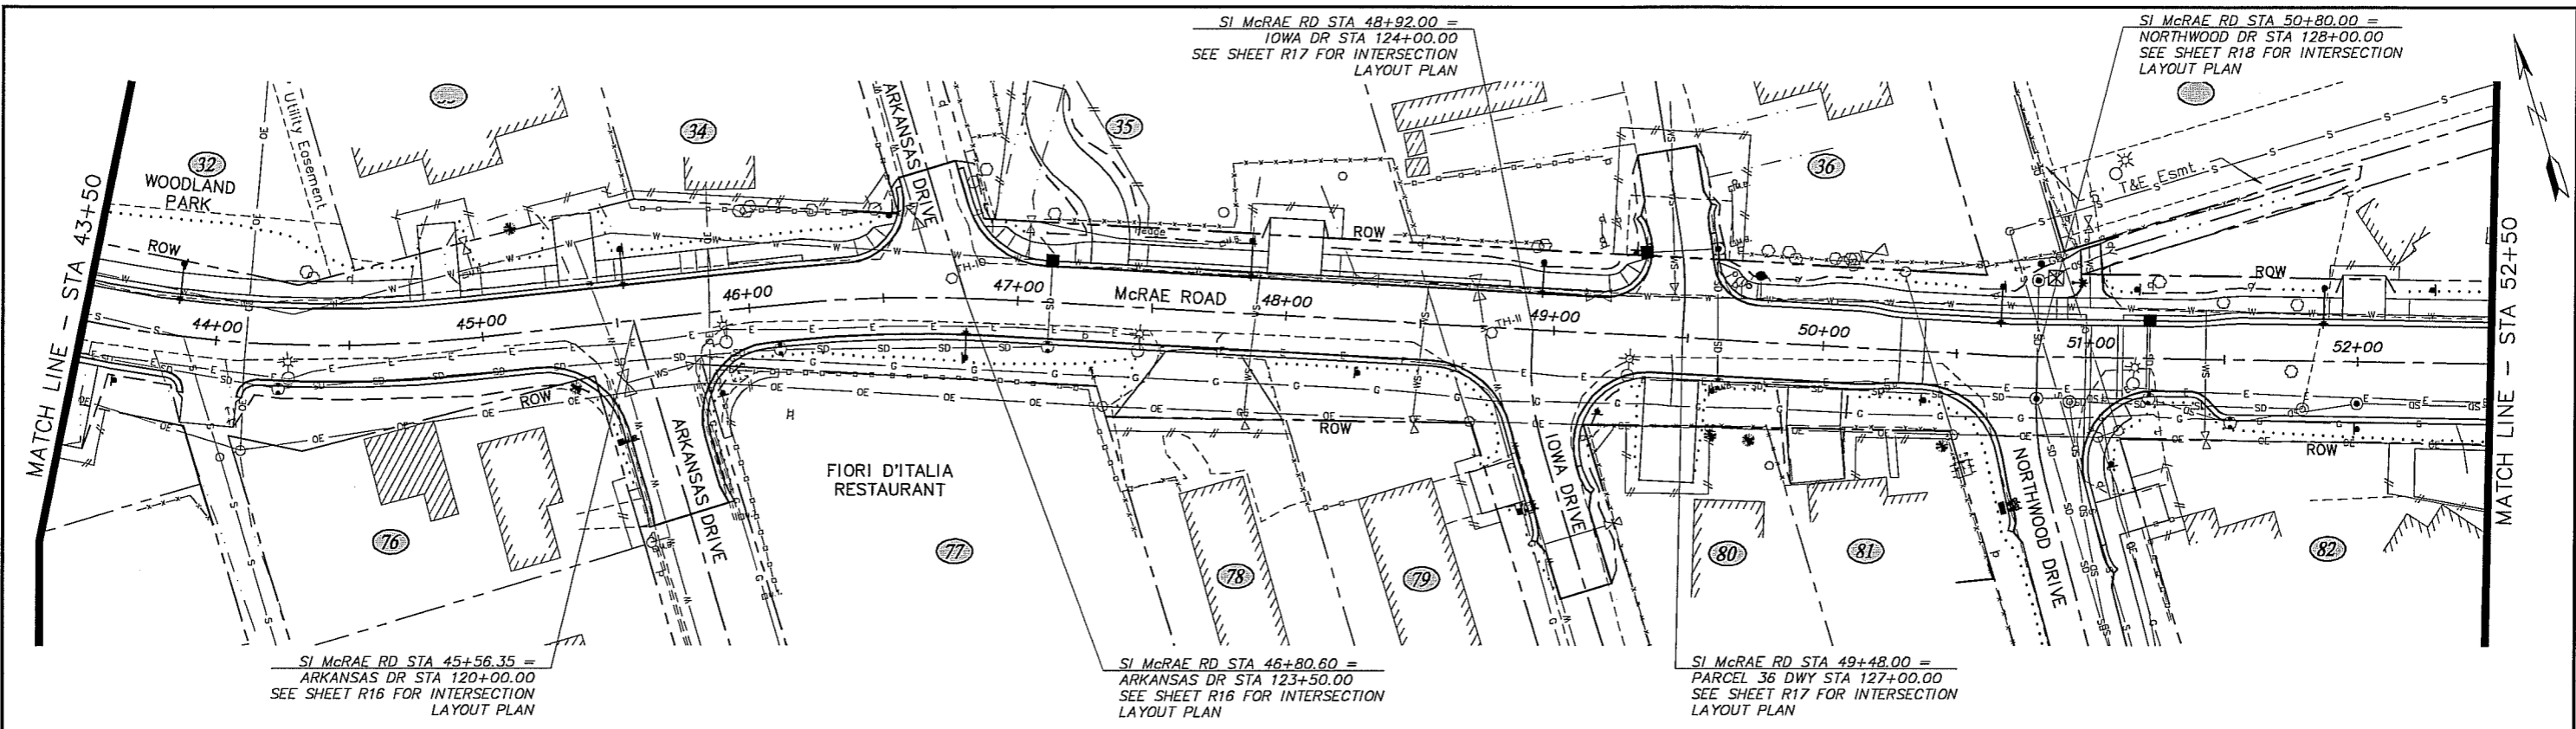 SI McRAE RD STA 48+92.00 =
IOWA DR STA 124+00.00
SEE SHEET R17 FOR INTERSECTION
LAYOUT PLAN
SI McRAE RD STA 50+80.00 =
NORTHWOOD DR STA 128+00.00
SEE SHEET R18 FOR INTERSECTION
LAYOUT PLAN
N
MATCH LINE - STA 43+50
32
WOODLAND
PARK
Utility Easement
30
ROW
34
ARKANSAS DRIVE
ARKANSAS DRIVE
35
Hedge
ROW
36
T&E Esmt
ROW
MATCH LINE - STA 52+50
44+00
45+00
46+00
47+00
McRAE ROAD
48+00
49+00
50+00
51+00
52+00
TH-10
TH-11
ROW
ROW
ROW
ARKANSAS DRIVE
FIORI D'ITALIA
RESTAURANT
IOWA DRIVE
NORTHWOOD DRIVE
76
77
78
79
80
81
82
SI McRAE RD STA 45+56.35 =
ARKANSAS DR STA 120+00.00
SEE SHEET R16 FOR INTERSECTION
LAYOUT PLAN
SI McRAE RD STA 46+80.60 =
ARKANSAS DR STA 123+50.00
SEE SHEET R16 FOR INTERSECTION
LAYOUT PLAN
SI McRAE RD STA 49+48.00 =
PARCEL 36 DWY STA 127+00.00
SEE SHEET R17 FOR INTERSECTION
LAYOUT PLAN